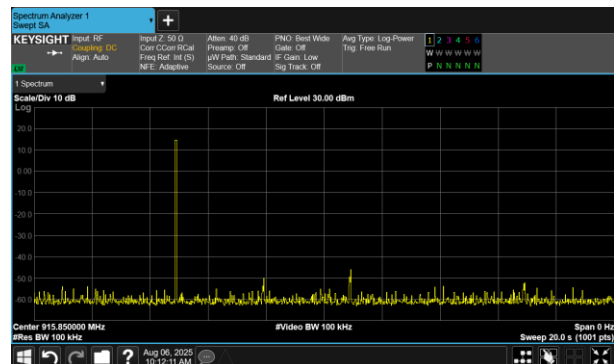 Spectrum Analyzer 1
Swept SA
KEYSIGHT Input: RF Input Z: 50 Ω Atten: 40 dB PNO: Best Wide Avg Type: Log-Power 1 2 3 4 5 6
Coupling: DC Corr CCorr RCal Preamp: Off Gate: Off Trig: Free Run W W W W W W
Align: Auto Freq Ref: Int (S) µW Path: Standard IF Gain: Low
NFE: Adaptive Source: Off Sig Track: Off P N N N N N
1 Spectrum
Scale/Div 10 dB Ref Level 30.00 dBm
Log
20.0
10.0
0.00
-10.0
-20.0
-30.0
-40.0
-50.0
-60.0
Center 915.850000 MHz #Video BW 100 kHz Span 0 Hz
#Res BW 100 kHz Sweep 20.0 s (1001 pts)
Aug 06, 2025
10:12:11 AM